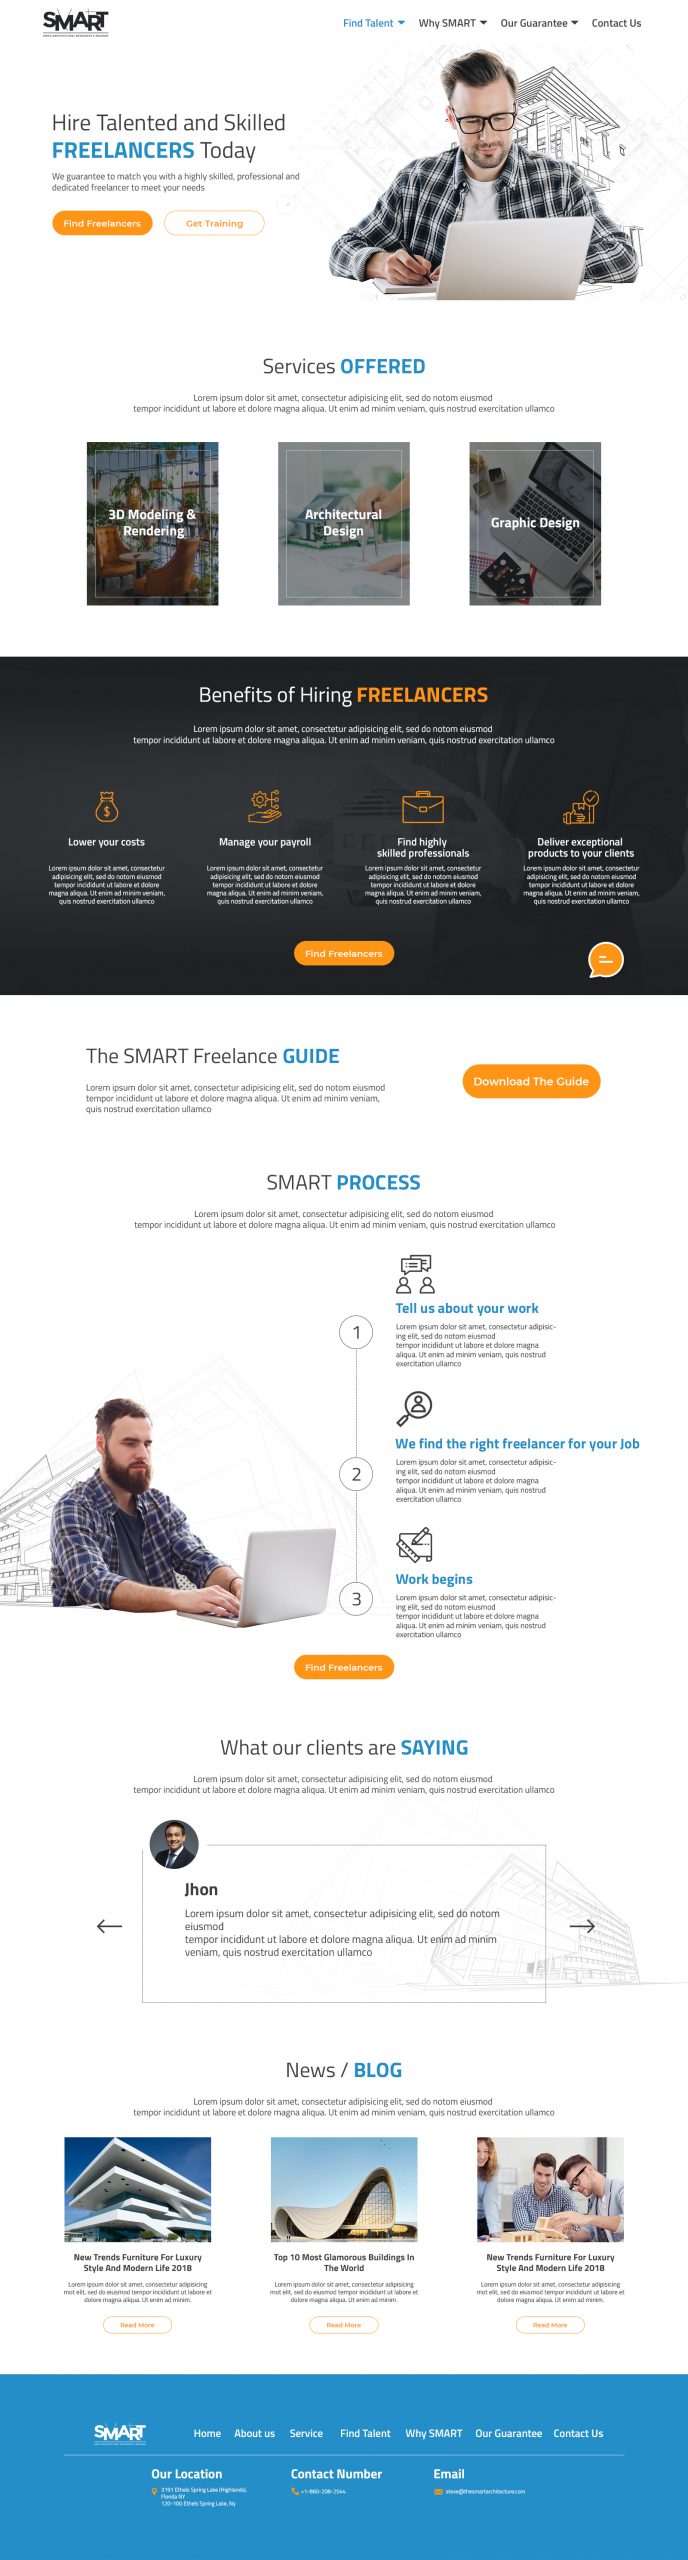 SMART
Find Talent
Why SMART
Our Guarantee
Contact Us
Hire Talented and Skilled
FREELANCERS Today
We guarantee to match you with a highly skilled, professional and
dedicated freelancer to meet your needs
Find Freelancers
Get Training
Services OFFERED
Lorem ipsum dolor sit amet, consectetur adipisicing elit, sed do notom eiusmod
tempor incididunt ut labore et dolore magna aliqua. Ut enim ad minim veniam, quis nostrud exercitation ullamco
3D Modeling &
Rendering
Architectural
Design
Graphic Design
Benefits of Hiring FREELANCERS
Lorem ipsum dolor sit amet, consectetur adipisicing elit, sed do notom eiusmod
tempor incididunt ut labore et dolore magna aliqua. Ut enim ad minim veniam, quis nostrud exercitation ullamco
Lower your costs
Lorem ipsum dolor sit amet, consectetur
adipisicing elit, sed do notom eiusmod
tempor incididunt ut labore et dolore
magna aliqua. Ut enim ad minim veniam,
quis nostrud exercitation ullamco
Manage your payroll
Lorem ipsum dolor sit amet, consectetur
adipisicing elit, sed do notom eiusmod
tempor incididunt ut labore et dolore
magna aliqua. Ut enim ad minim veniam,
quis nostrud exercitation ullamco
Find highly
skilled professionals
Lorem ipsum dolor sit amet, consectetur
adipisicing elit, sed do notom eiusmod
tempor incididunt ut labore et dolore
magna aliqua. Ut enim ad minim veniam,
quis nostrud exercitation ullamco
Deliver exceptional
products to your clients
Lorem ipsum dolor sit amet, consectetur
adipisicing elit, sed do notom eiusmod
tempor incididunt ut labore et dolore
magna aliqua. Ut enim ad minim veniam,
quis nostrud exercitation ullamco
Find Freelancers
The SMART Freelance GUIDE
Lorem ipsum dolor sit amet, consectetur adipisicing elit, sed do notom eiusmod
tempor incididunt ut labore et dolore magna aliqua. Ut enim ad minim veniam,
quis nostrud exercitation ullamco
Download The Guide
SMART PROCESS
Lorem ipsum dolor sit amet, consectetur adipisicing elit, sed do notom eiusmod
tempor incididunt ut labore et dolore magna aliqua. Ut enim ad minim veniam, quis nostrud exercitation ullamco
1
Tell us about your work
Lorem ipsum dolor sit amet, consectetur adipisic-
ing elit, sed do notom eiusmod
tempor incididunt ut labore et dolore magna
aliqua. Ut enim ad minim veniam, quis nostrud
exercitation ullamco
2
We find the right freelancer for your Job
Lorem ipsum dolor sit amet, consectetur adipisic-
ing elit, sed do notom eiusmod
tempor incididunt ut labore et dolore magna
aliqua. Ut enim ad minim veniam, quis nostrud
exercitation ullamco
3
Work begins
Lorem ipsum dolor sit amet, consectetur adipisic-
ing elit, sed do notom eiusmod
tempor incididunt ut labore et dolore magna
aliqua. Ut enim ad minim veniam, quis nostrud
exercitation ullamco
Find Freelancers
What our clients are SAYING
Lorem ipsum dolor sit amet, consectetur adipisicing elit, sed do notom eiusmod
tempor incididunt ut labore et dolore magna aliqua. Ut enim ad minim veniam, quis nostrud exercitation ullamco
Jhon
Lorem ipsum dolor sit amet, consectetur adipisicing elit, sed do notom
eiusmod
tempor incididunt ut labore et dolore magna aliqua. Ut enim ad minim
veniam, quis nostrud exercitation ullamco
News / BLOG
Lorem ipsum dolor sit amet, consectetur adipisicing elit, sed do notom eiusmod
tempor incididunt ut labore et dolore magna aliqua. Ut enim ad minim veniam, quis nostrud exercitation ullamco
New Trends Furniture For Luxury
Style And Modern Life 2018
Lorem ipsum dolor sit amet, consectetur adipisicing
mot elit, sed do eiusmod tempor incididunt ut labore et
dolore magna aliqua. Ut enim ad minim.
Read More
Top 10 Most Glamorous Buildings In
The World
Lorem ipsum dolor sit amet, consectetur adipisicing
mot elit, sed do eiusmod tempor incididunt ut labore et
dolore magna aliqua. Ut enim ad minim.
Read More
New Trends Furniture For Luxury
Style And Modern Life 2018
Lorem ipsum dolor sit amet, consectetur adipisicing
mot elit, sed do eiusmod tempor incididunt ut labore et
dolore magna aliqua. Ut enim ad minim.
Read More
SMART
Home
About us
Service
Find Talent
Why SMART
Our Guarantee
Contact Us
Our Location
3191 Ethels Spring Lake (Highlands),
Florida NY
120-100 Ethels Spring Lake, Ny
Contact Number
+1-860-208-2544
Email
steve@thesmartarchitecture.com